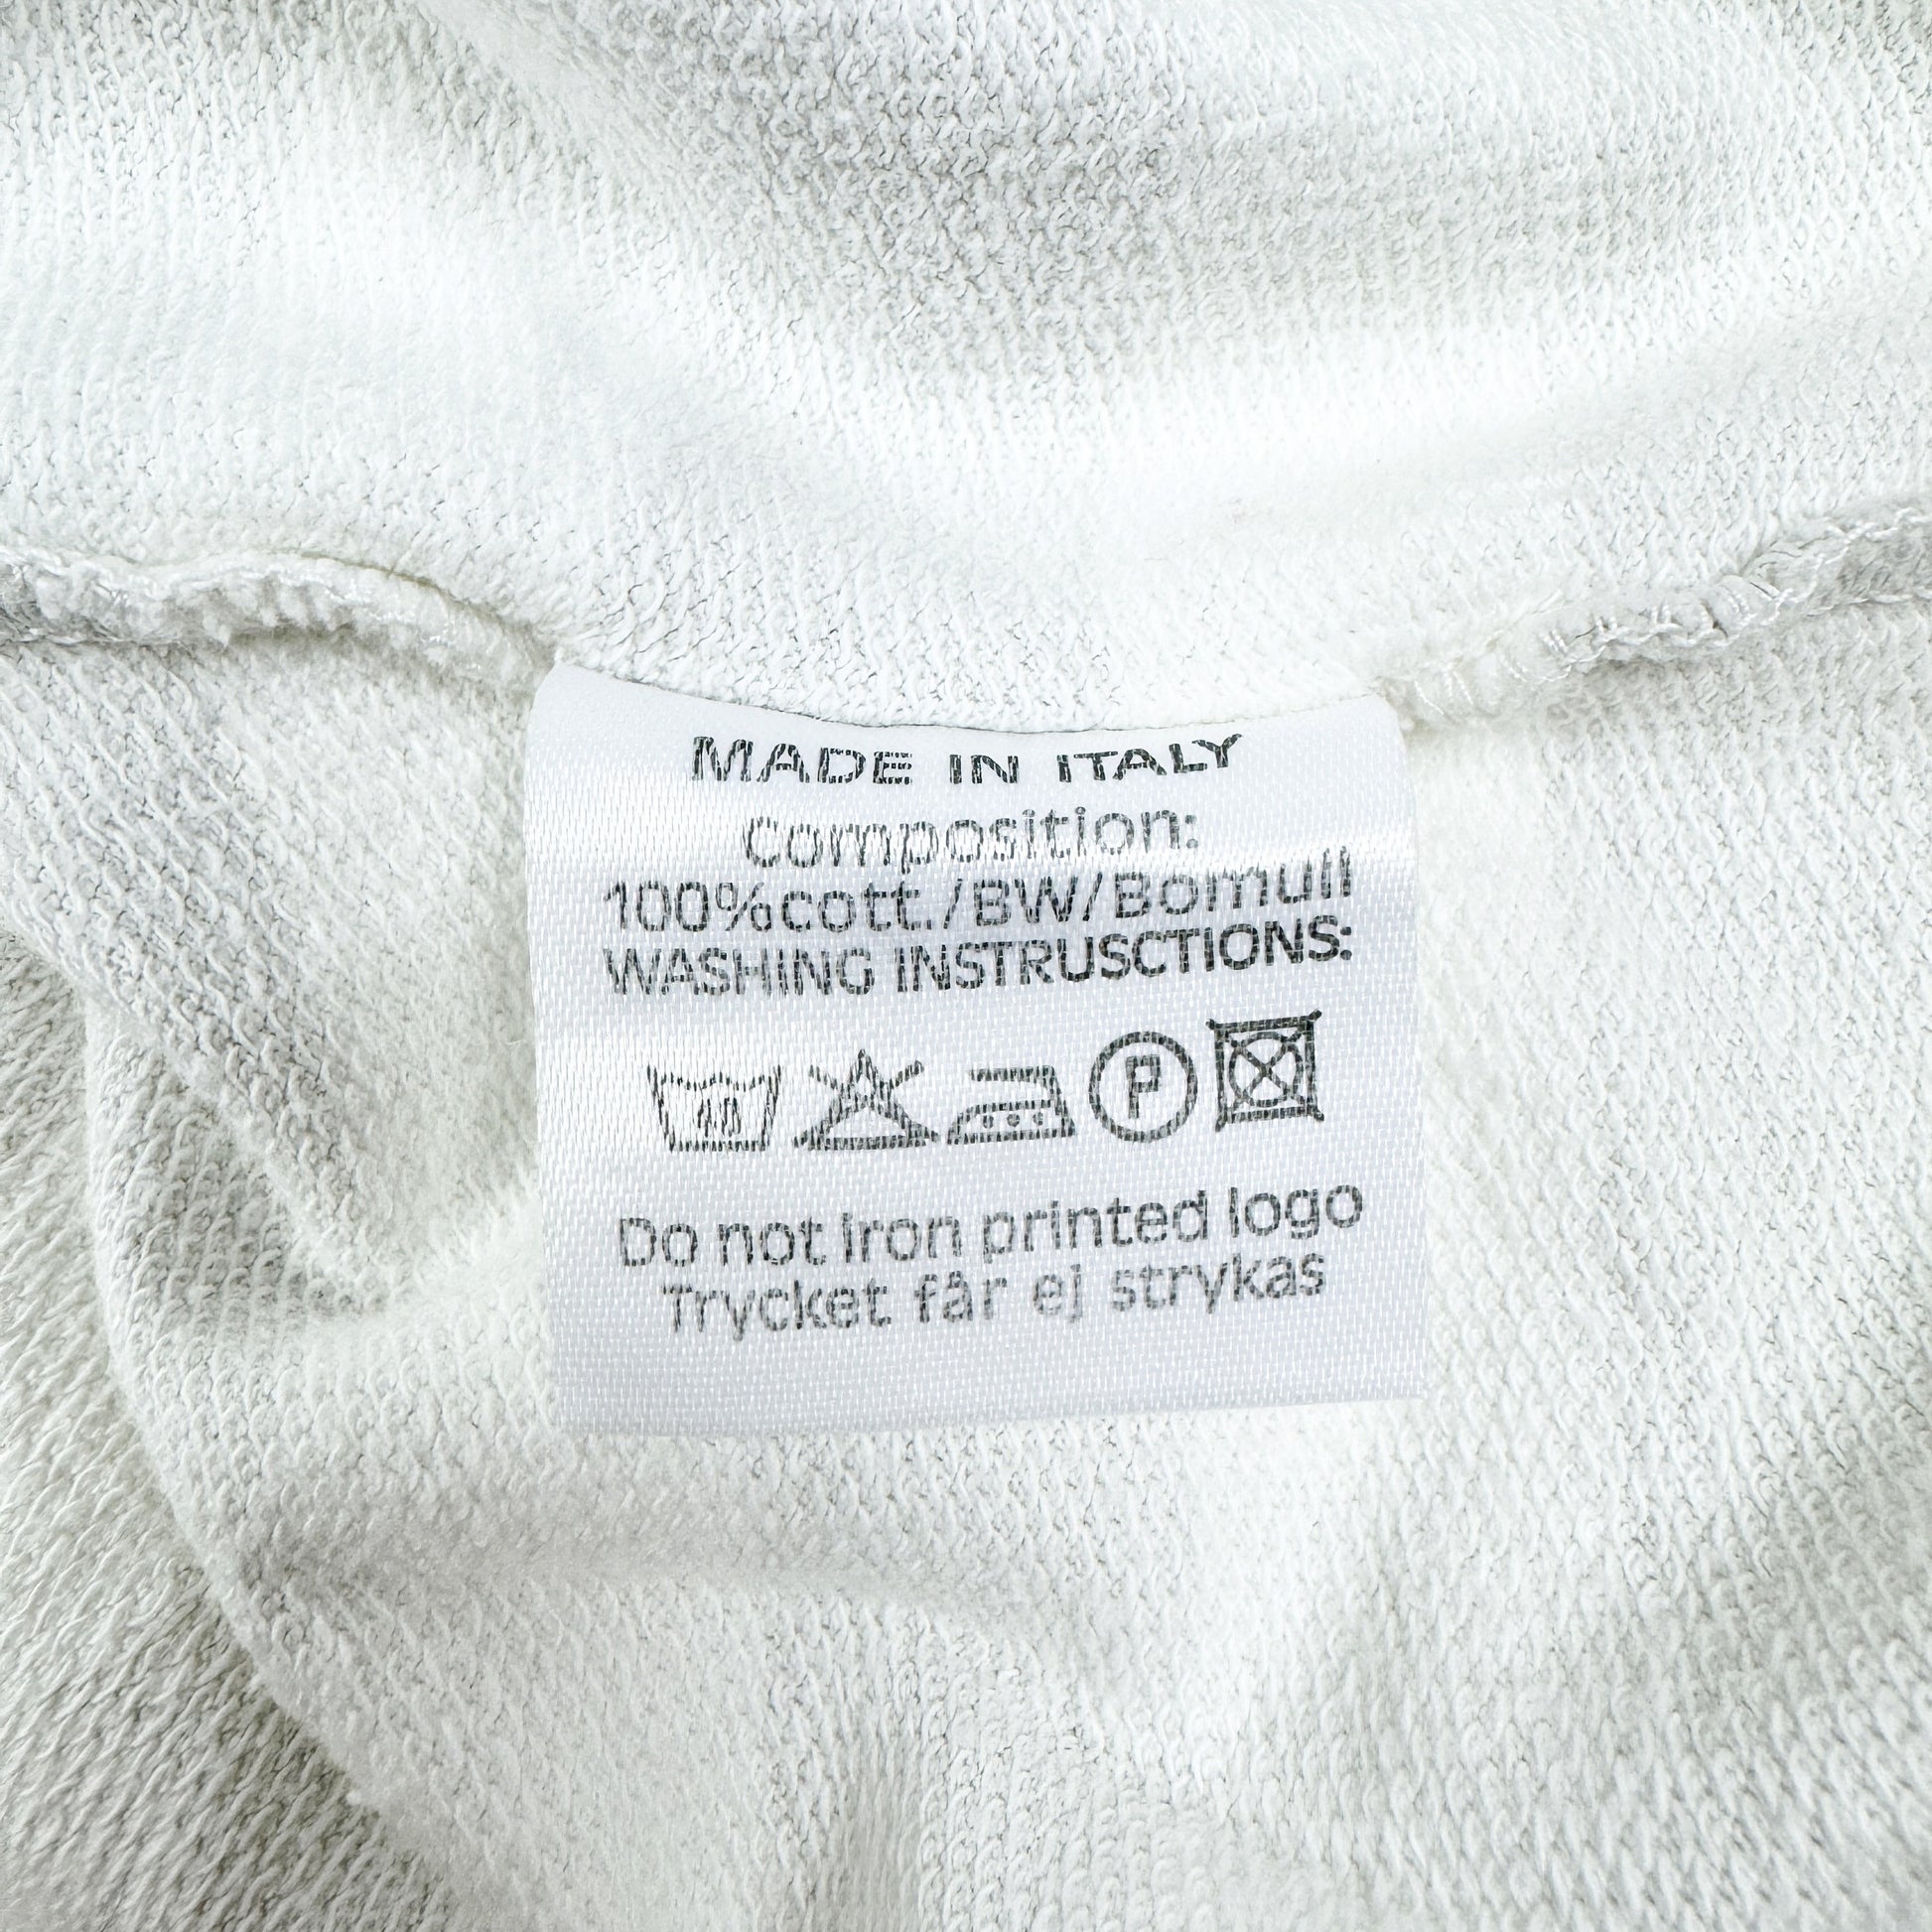 MADE IN ITALY
Composition:
100%cott./BW/Bomull
WASHING INSTRUSCTIONS:
40
P
Do not iron printed logo
Trycket får ej strykas